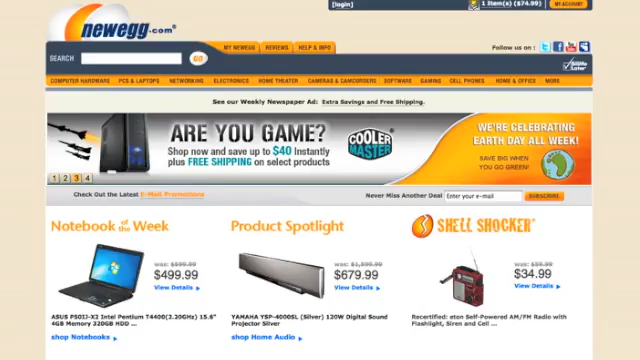 [login]
1 Item(s) ($74.99)
MY ACCOUNT
newegg.com®
MY NEWEGG
REVIEWS
HELP & INFO
Follow us on :
SEARCH
GO
Bill Me Later
COMPUTER HARDWARE
PCS & LAPTOPS
NETWORKING
ELECTRONICS
HOME THEATER
CAMERAS & CAMCORDERS
SOFTWARE
GAMING
CELL PHONES
HOME & OFFICE
MORE
See our Weekly Newspaper Ad: Extra Savings and Free Shipping.
ARE YOU GAME?
Shop now and save up to $40 Instantly
plus FREE SHIPPING on select products
COOLER MASTER
WE'RE CELEBRATING
EARTH DAY ALL WEEK!
SAVE BIG WHEN
YOU GO GREEN!
1 2 3 4
Check Out the Latest E-Mail Promotions
Never Miss Another Deal
Enter your e-mail
SUBSCRIBE
Notebook of the Week
was: $599.99
$499.99
View Details
ASUS P50IJ-X2 Intel Pentium T4400(2.20GHz) 15.6"
4GB Memory 320GB HDD ...
shop Notebooks
Product Spotlight
was: $1,599.99
$679.99
View Details
YAMAHA YSP-4000SL (Silver) 120W Digital Sound
Projector Silver
shop Home Audio
SHELL SHOCKER®
$34.99
View Details
Recertified: eton Self-Powered AM/FM Radio with
Flashlight, Siren and Cell ...